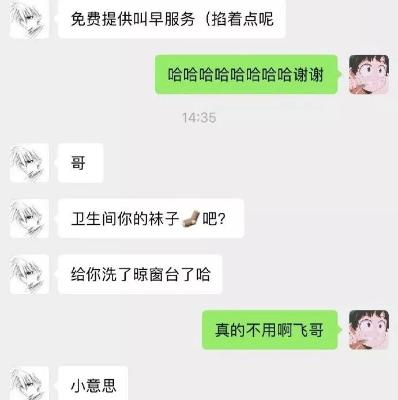 免费提供叫早服务（掐着点呢
哈哈哈哈哈哈哈哈谢谢
14:35
哥
卫生间你的袜子🧦吧?
给你洗了晾窗台了哈
真的不用啊飞哥
小意思